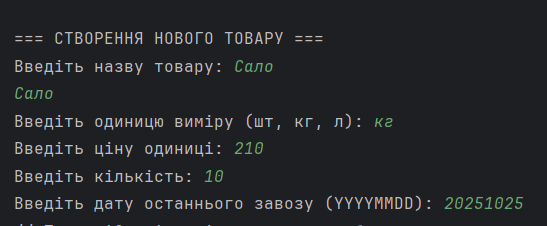 === СТВОРЕННЯ НОВОГО ТОВАРУ ===
Введіть назву товару: Сало
Сало
Введіть одиницю виміру (шт, кг, л): кг
Введіть ціну одиниці: 210
Введіть кількість: 10
Введіть дату останнього завозу (YYYYMMDD): 20251025